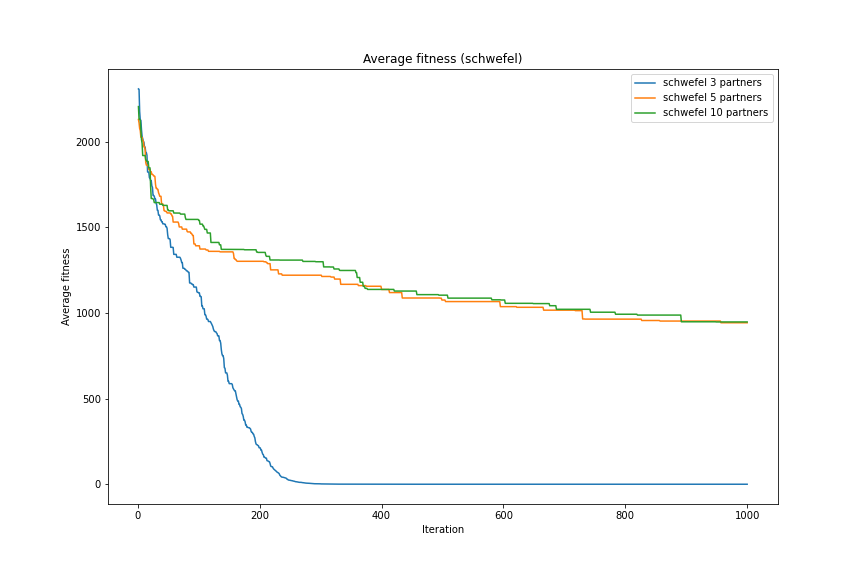 Average fitness (schwefel)
schwefel 3 partners
schwefel 5 partners
schwefel 10 partners
Average fitness
2000
1500
1000
500
0
0 200 400 600 800 1000
Iteration